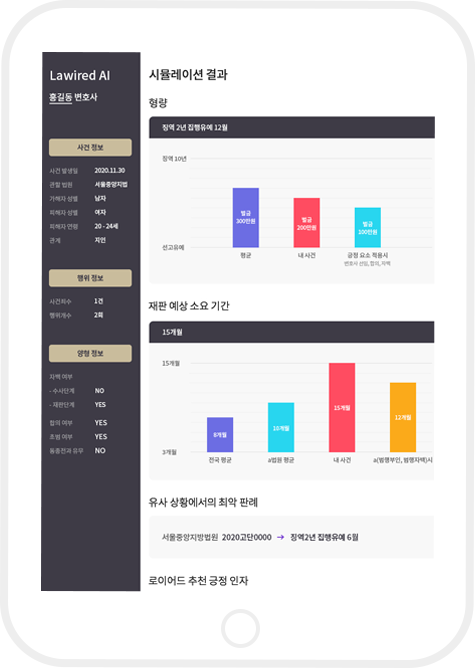 Lawired AI
홍길동 변호사
사건 정보
사건 발생일 2020.11.30
관할 법원 서울중앙지법
가해자 성별 남자
피해자 성별 여자
피해자 연령 20 - 24세
관계 지인
행위 정보
사건죄수 1건
행위개수 2회
양형 정보
자백 여부
- 수사단계 NO
- 재판단계 YES
합의 여부 YES
초범 여부 YES
동종전과 유무 NO
시뮬레이션 결과
형량
징역 2년 집행유예 12월
징역 10년
선고유예
벌금
300만원
벌금
200만원
벌금
100만원
평균
내 사건
긍정 요소 적용시
변호사 선임, 합의, 자백
재판 예상 소요 기간
15개월
15개월
3개월
8개월
10개월
15개월
12개월
전국 평균
a법원 평균
내 사건
a(범행부인, 범행자백)시
유사 상황에서의 최악 판례
서울중앙지방법원 2020고단0000 → 징역2년 집행유예 6월
로이어드 추천 긍정 인자